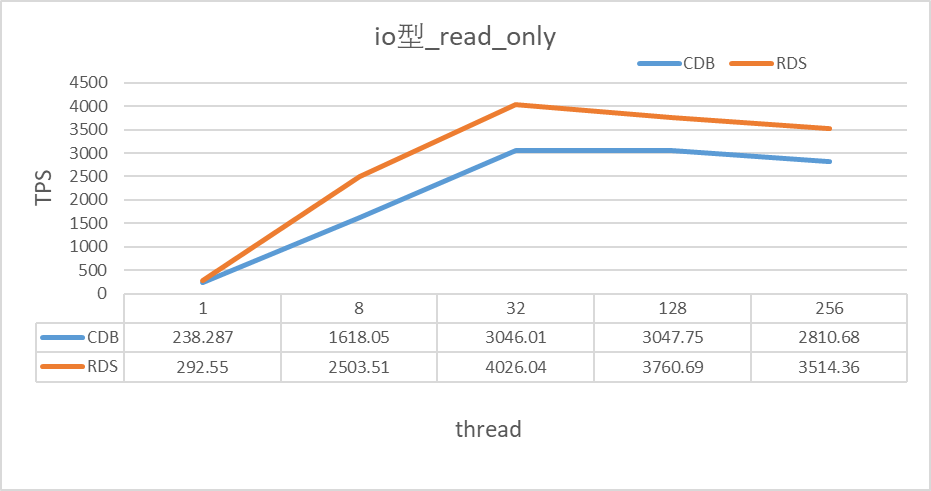 io型_read_only
CDB RDS
TPS
4500
4000
3500
3000
2500
2000
1500
1000
500
0
1 8 32 128 256
CDB 238.287 1618.05 3046.01 3047.75 2810.68
RDS 292.55 2503.51 4026.04 3760.69 3514.36
thread